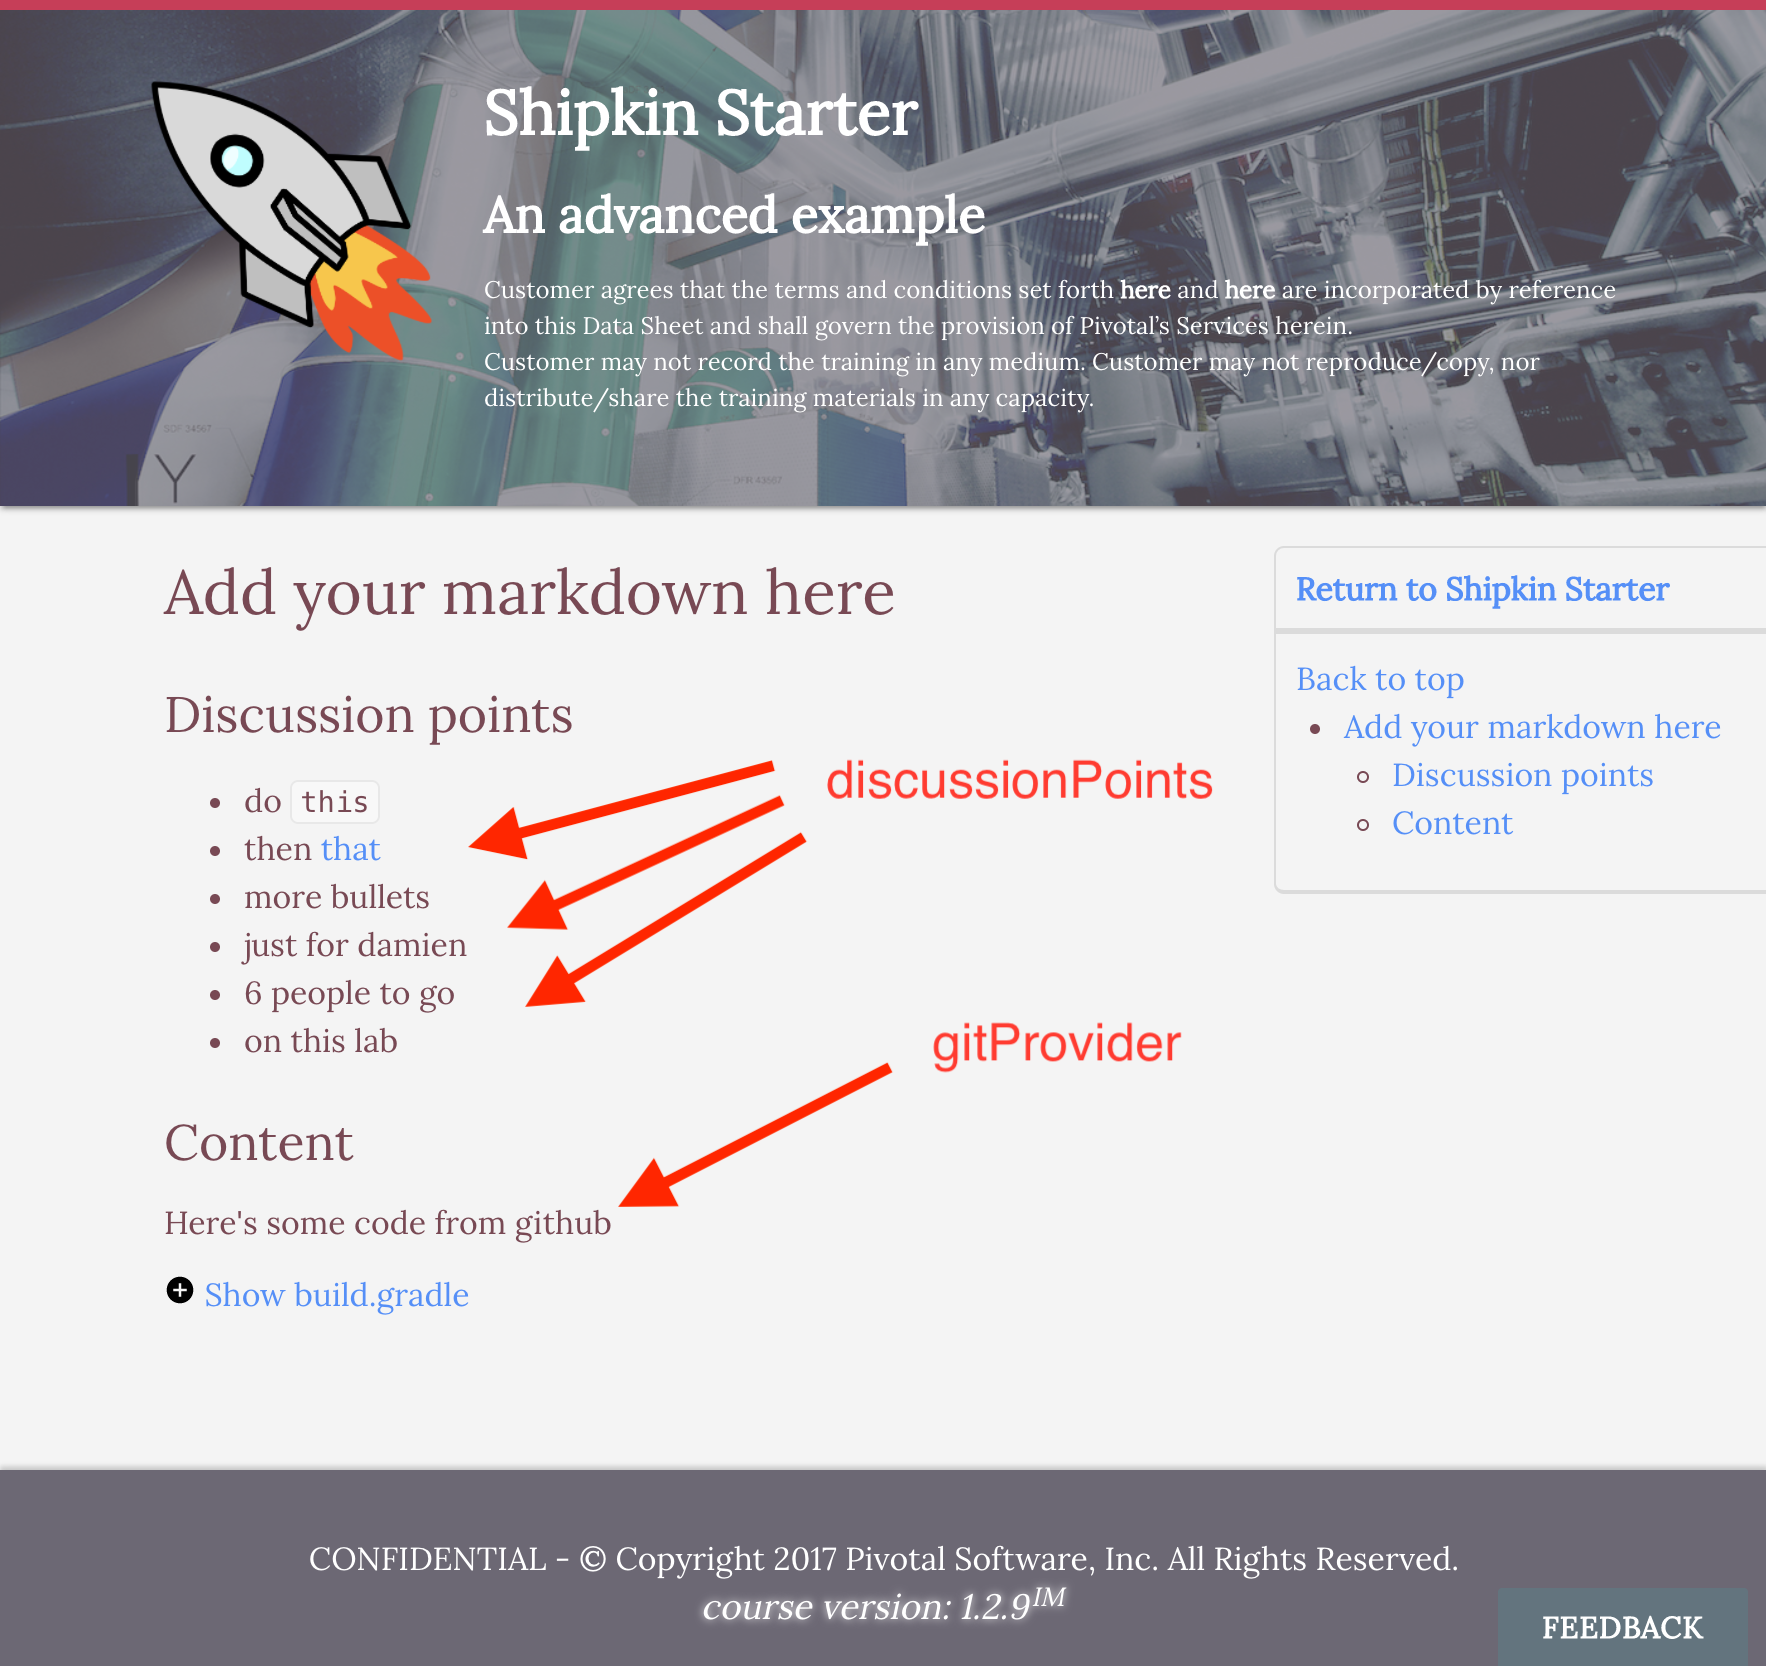 Shipkin Starter
An advanced example
Customer agrees that the terms and conditions set forth here and here are incorporated by reference
into this Data Sheet and shall govern the provision of Pivotal’s Services herein.
Customer may not record the training in any medium. Customer may not reproduce/copy, nor
distribute/share the training materials in any capacity.
SDF 34567
Y
DFR 43567
Add your markdown here
Discussion points
do this
then that
more bullets
just for damien
6 people to go
on this lab
discussionPoints
gitProvider
Content
Here's some code from github
Show build.gradle
Return to Shipkin Starter
Back to top
Add your markdown here
Discussion points
Content
CONFIDENTIAL - © Copyright 2017 Pivotal Software, Inc. All Rights Reserved.
course version: 1.2.9IM
FEEDBACK